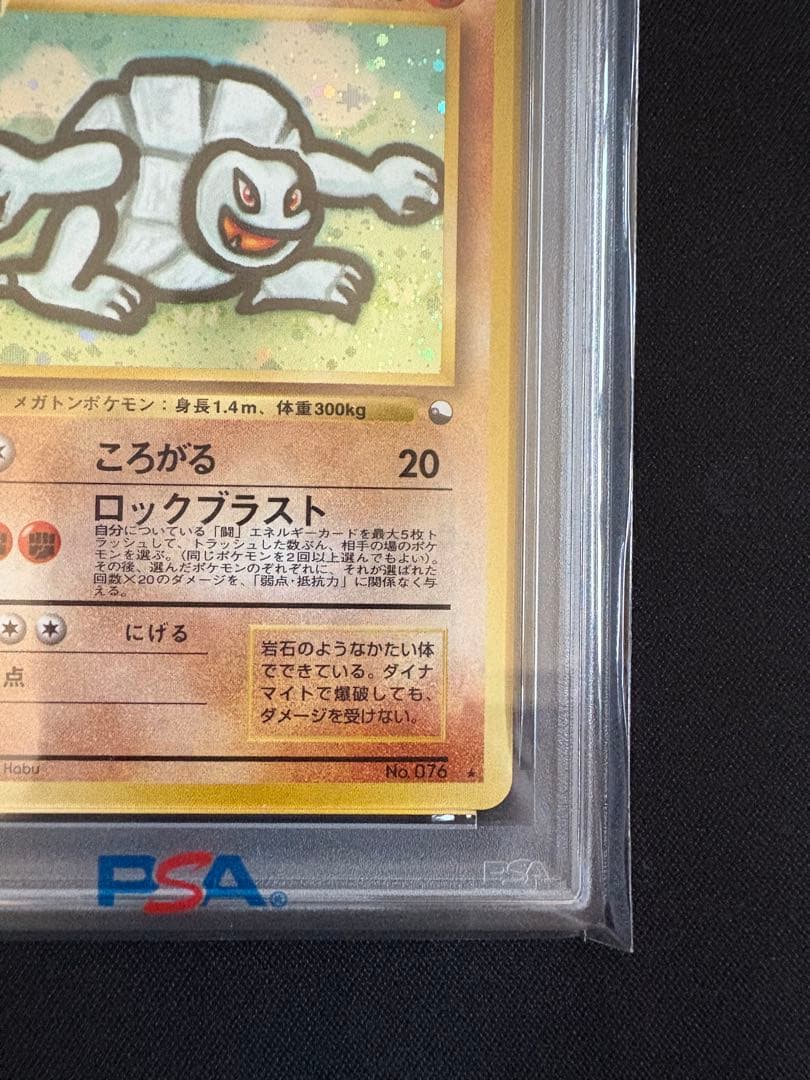 メガトンポケモン：身長1.4m、体重300kg
ころがる 20
ロックブラスト
自分についている「闘」エネルギーカードを最大5枚ト
ラッシュして、トラッシュした数ぶん、相手の場のポケ
モンを選ぶ。（同じポケモンを2回以上選んでもよい）。
その後、選んだポケモンのぞれぞれに、それが選ばれた
回数×20のダメージを、「弱点・抵抗力」に関係なく与
える。
にげる
点
岩石のようなかたい体
でできている。ダイナ
マイトで爆破しても、
ダメージを受けない。
Habu
No. 076 ★
PSA®
PSA